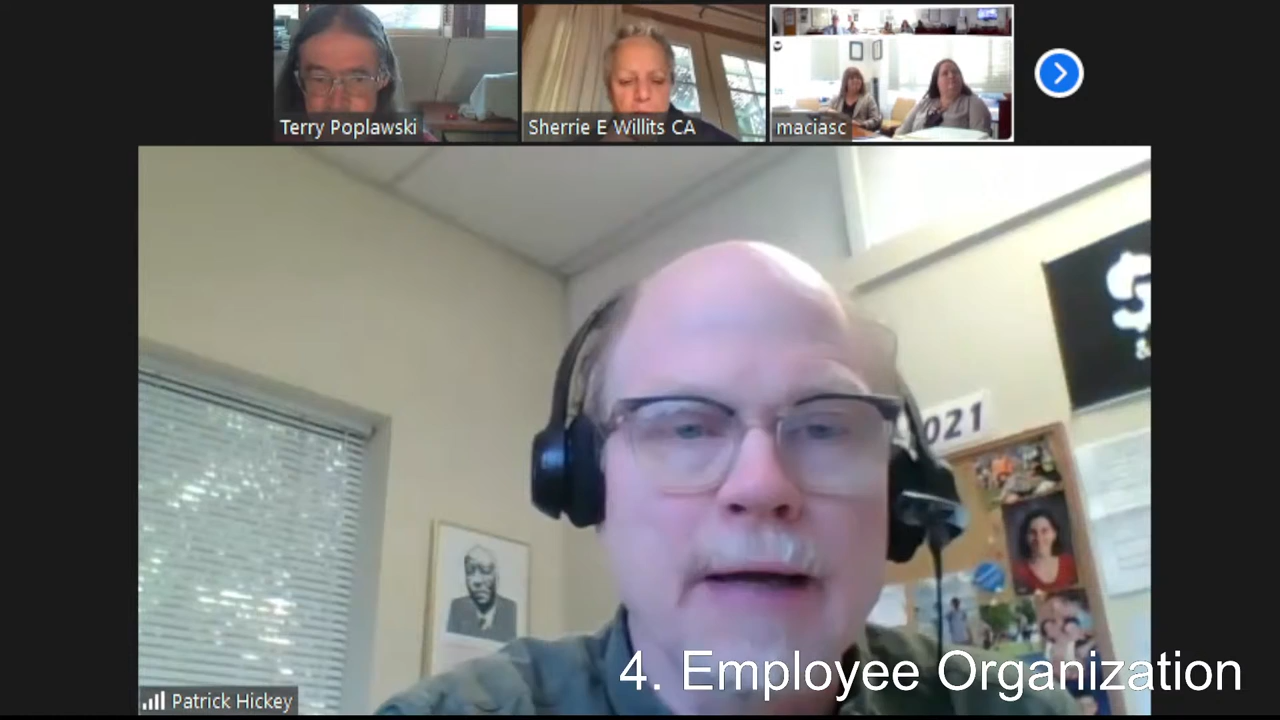 Terry Poplawski
Sherrie E Willits CA
maciasc
2021
S
&
Patrick Hickey
4. Employee Organization